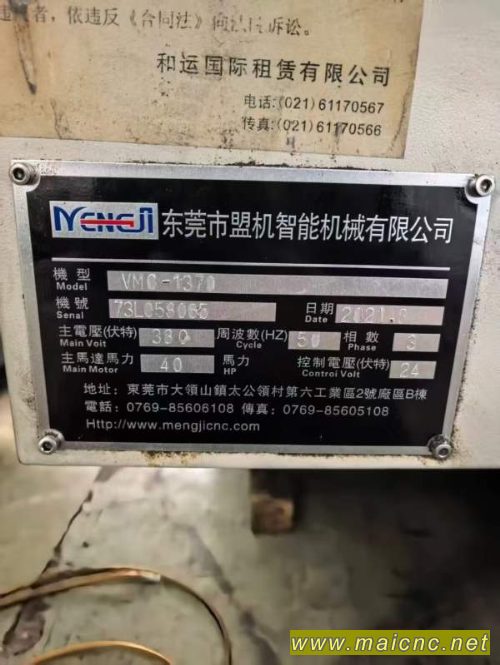 者，依违反《合同法》向法院诉讼。
和运国际租赁有限公司
电话:(021)61170567
传真:(021)61170566
MENGJI 东莞市盟机智能机械有限公司
機型 Model VMC-1370
機號 Serial 73L058085
日期 Date 2021.
主電壓(伏特) Main Voit 380 周波數(HZ) Cycle 50 相數 Phase 3
主馬達馬力 Main Motor 40 馬力 HP 控制電壓(伏特) Control Volt 24
地址: 東莞市大領山鎮太公領村第六工業區2號廠區B棟
電話: 0769-85606108 傳真: 0769-85605108
Http://www.mengjicnc.com
www.maicnc.net